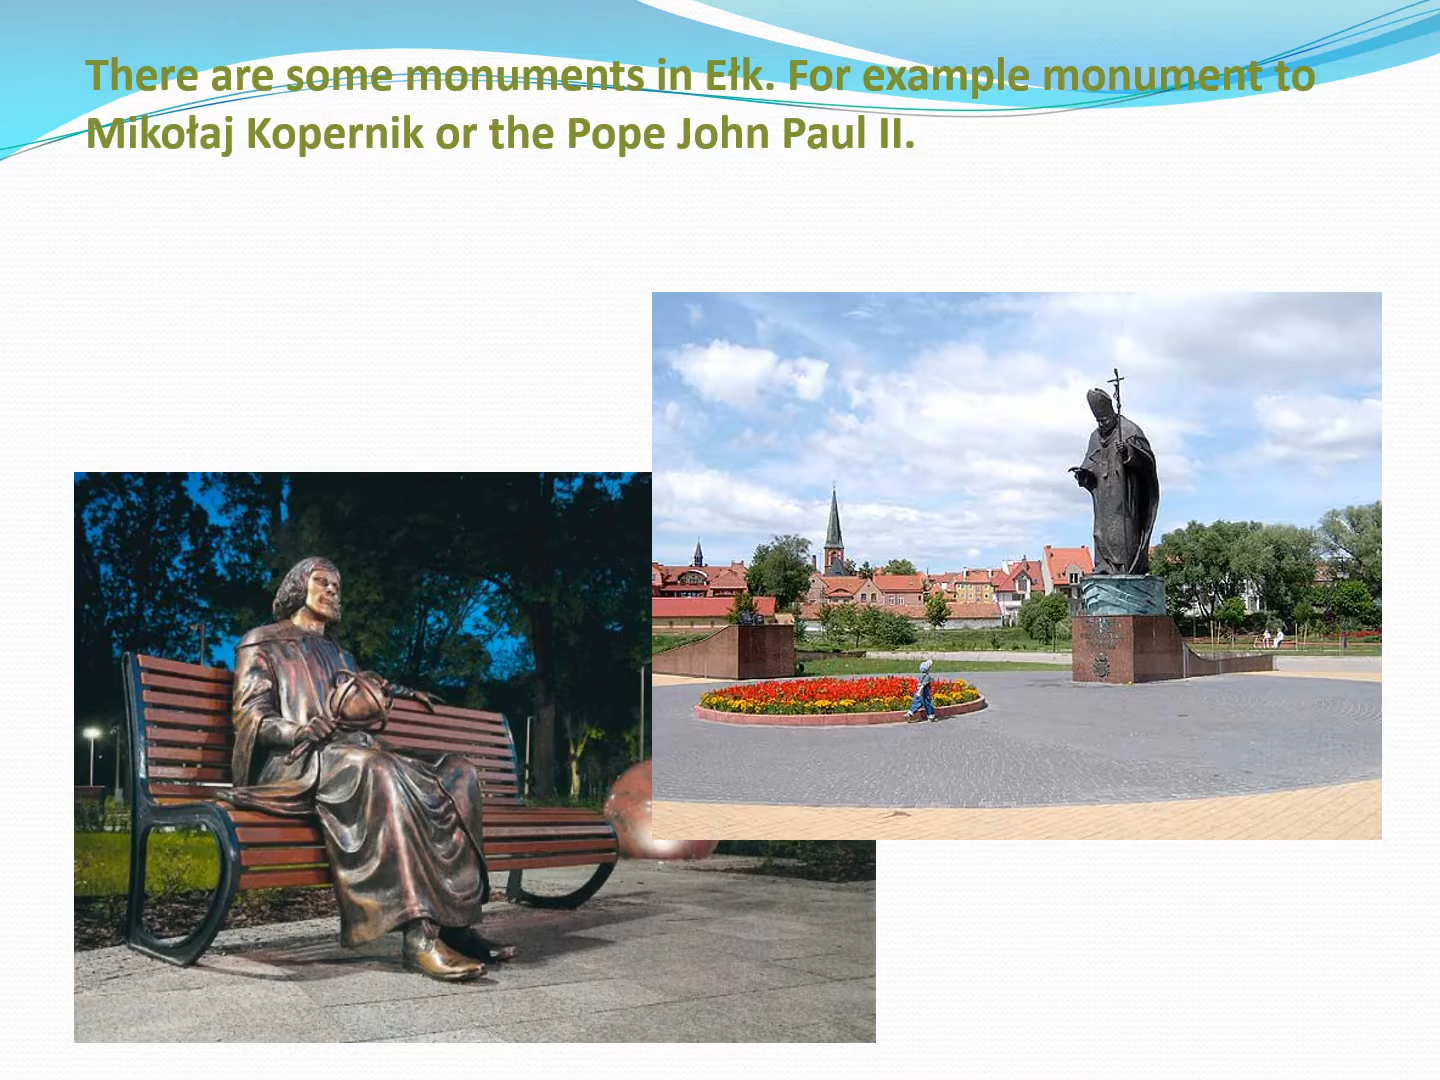 There are some monuments in Ełk. For example monument to
Mikołaj Kopernik or the Pope John Paul II.